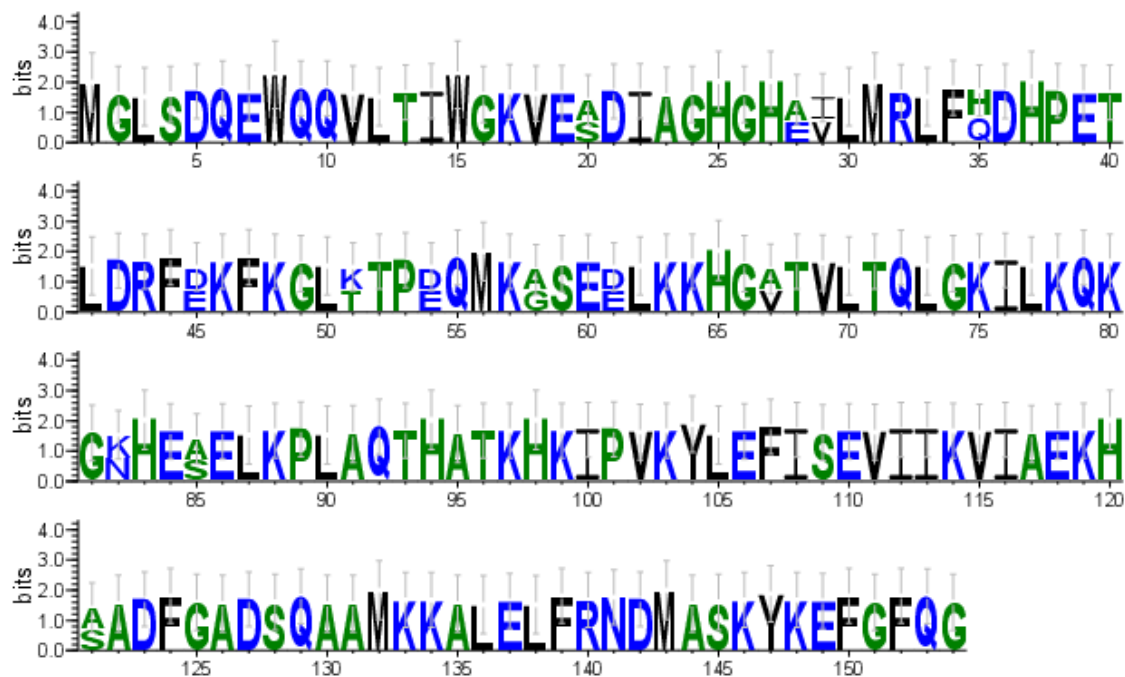 4.0
3.0
2.0
1.0
0.0
bits
MGLSDQEWQQVLTIWGKVEADIAGHGHAILMRLFHDHPET
S E V Q
5 10 15 20 25 30 35 40
4.0
3.0
2.0
1.0
0.0
bits
LDRFDKFKGLKTPDQMKASEDLKKHGATVLTQLGKILKQK
E T E G E V
45 50 55 60 65 70 75 80
4.0
3.0
2.0
1.0
0.0
bits
GKHEAELKPLAQTHATKHKIPVKYLEFISEVIIKVIAEKH
N S
85 90 95 100 105 110 115 120
4.0
3.0
2.0
1.0
0.0
bits
AADFGADSQAAMKKALELFRNDMASKYKEFGFQG
S
125 130 135 140 145 150